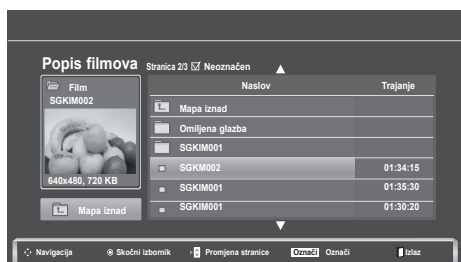 Popis filmova Stranica 2/3 Neoznačen
Film
SGKIM002
640x480, 720 KB
Mapa iznad
Naslov Trajanje
Mapa iznad
Omiljena glazba
SGKIM001
SGKM002 01:34:15
SGKIM001 01:35:30
SGKIM001 01:30:20
Navigacija Skočni izbornik Promjena stranice Označi Označi Izlaz